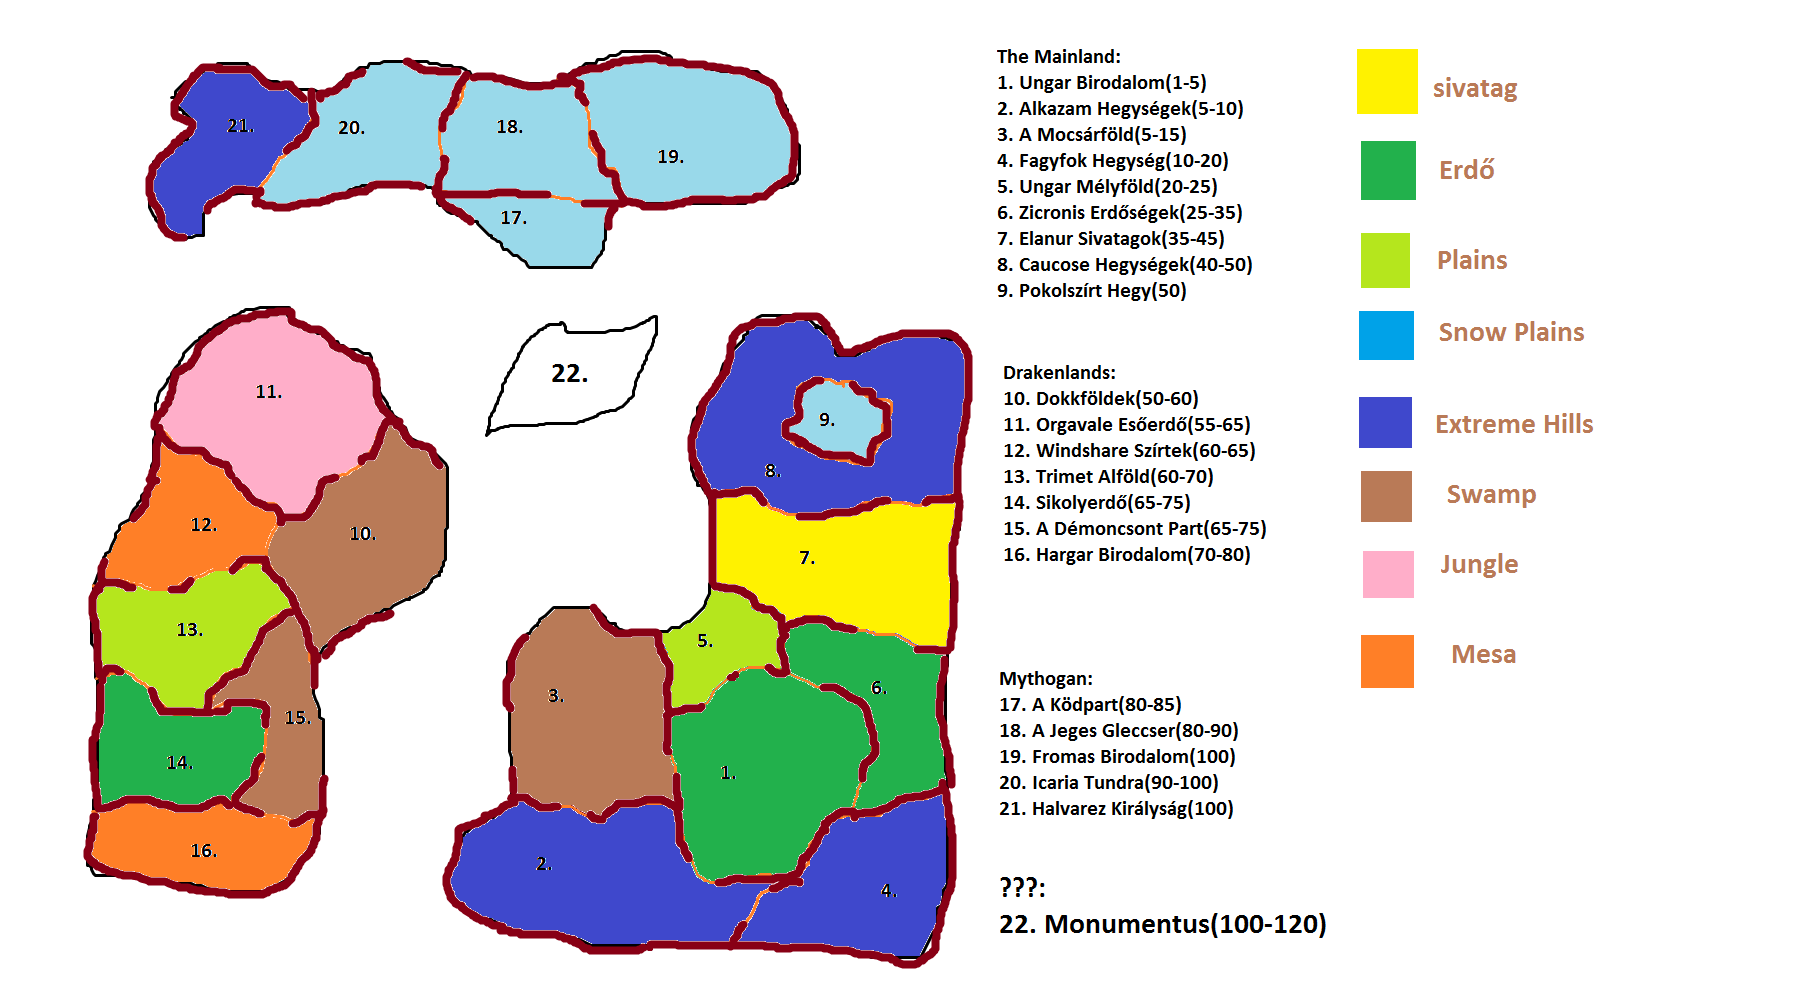 The Mainland:
1. Ungar Birodalom(1-5)
2. Alkazam Hegységek(5-10)
3. A Mocsárföld(5-15)
4. Fagyfok Hegység(10-20)
5. Ungar Mélyföld(20-25)
6. Zicronis Erdőségek(25-35)
7. Elanur Sivatagok(35-45)
8. Caucose Hegységek(40-50)
9. Pokolszírt Hegy(50)
Drakenlands:
10. Dokkföldek(50-60)
11. Orgavale Esőerdő(55-65)
12. Windshare Szírtek(60-65)
13. Trimet Alföld(60-70)
14. Sikolyerdő(65-75)
15. A Démoncsont Part(65-75)
16. Hargar Birodalom(70-80)
Mythogan:
17. A Ködpart(80-85)
18. A Jeges Gleccser(80-90)
19. Fromas Birodalom(100)
20. Icaria Tundra(90-100)
21. Halvarez Királyság(100)
???:
22. Monumentus(100-120)
sivatag
Erdő
Plains
Snow Plains
Extreme Hills
Swamp
Jungle
Mesa
21.
20.
18.
19.
17.
22.
11.
12.
10.
13.
15.
14.
16.
9.
8.
7.
5.
3.
6.
1.
2.
4.